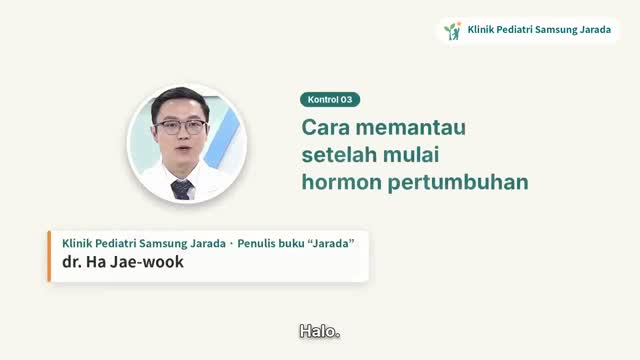 Klinik Pediatri Samsung Jarada
Kontrol 03
Cara memantau
setelah mulai
hormon pertumbuhan
Klinik Pediatri Samsung Jarada · Penulis buku “Jarada”
dr. Ha Jae-wook
Halo.